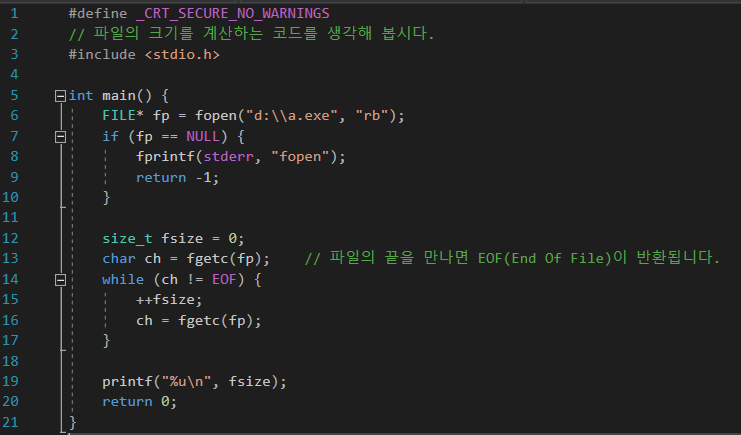 1 #define _CRT_SECURE_NO_WARNINGS
2 // 파일의 크기를 계산하는 코드를 생각해 봅시다.
3 #include <stdio.h>
4
5 int main() {
6 FILE* fp = fopen("d:\\a.exe", "rb");
7 if (fp == NULL) {
8 fprintf(stderr, "fopen");
9 return -1;
10 }
11
12 size_t fsize = 0;
13 char ch = fgetc(fp); // 파일의 끝을 만나면 EOF(End Of File)이 반환됩니다.
14 while (ch != EOF) {
15 ++fsize;
16 ch = fgetc(fp);
17 }
18
19 printf("%u\n", fsize);
20 return 0;
21 }